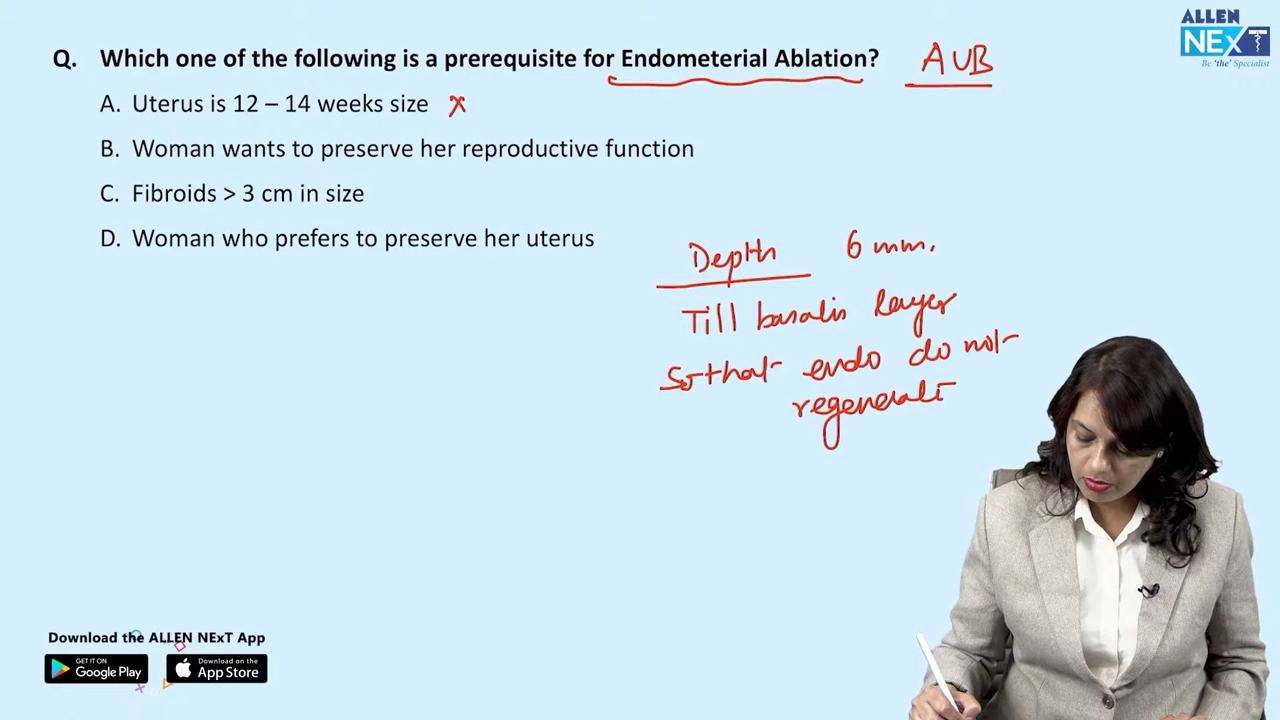 ALLEN
NExT
Be 'the' Specialist
Q. Which one of the following is a prerequisite for Endometerial Ablation? AUB
A. Uterus is 12 – 14 weeks size x
B. Woman wants to preserve her reproductive function
C. Fibroids > 3 cm in size
D. Woman who prefers to preserve her uterus
Depth 6 mm.
Till basalis layer
So that endo do not
regenerate
Download the ALLEN NExT App
GET IT ON
Google Play
Download on the
App Store